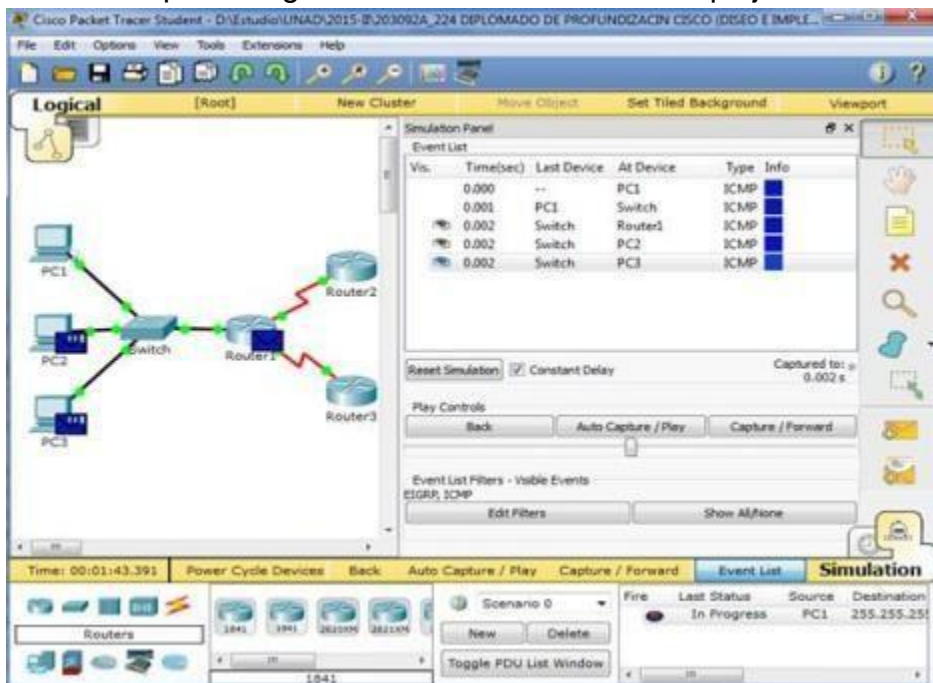 Cisco Packet Tracer Student - D:\Estudio\UNAD\2015-II\203092A_224 DIPLOMADO DE PROFUNDIZACIN CISCO (DISEO E IMPLE...
File Edit Options View Tools Extensions Help
Logical [Root] New Cluster Move Object Set Tiled Background Viewport
Simulation Panel
Event List
Vis. Time(sec) Last Device At Device Type Info
0.000 -- PC1 ICMP
0.001 PC1 Switch ICMP
0.002 Switch Router1 ICMP
0.002 Switch PC2 ICMP
0.002 Switch PC3 ICMP
PC1
Router2
Switch
Router1
PC2
Router3
PC3
Reset Simulation Constant Delay Captured to:
0.002 s
Play Controls
Back Auto Capture / Play Capture / Forward
Event List Filters - Visible Events
EIGRP, ICMP
Edit Filters Show All/None
Time: 00:01:43.391 Power Cycle Devices Back Auto Capture / Play Capture / Forward Event List Simulation
Routers
1841 1941 2620XM 2621XM
1841
Scenario 0
New Delete
Toggle PDU List Window
Fire Last Status Source Destination
In Progress PC1 255.255.25